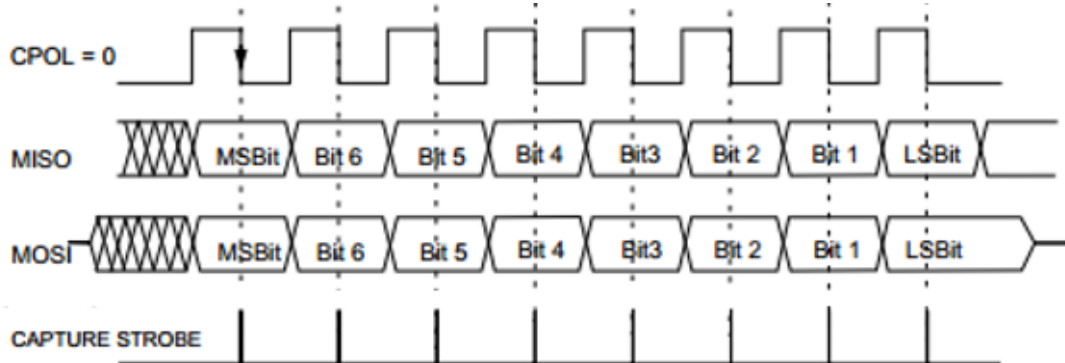 CPOL = 0
MISO MSBit Bit 6 Bit 5 Bit 4 Bit3 Bit 2 Bit 1 LSBit
MOSI MSBit Bit 6 Bit 5 Bit 4 Bit3 Bit 2 Bit 1 LSBit
CAPTURE STROBE